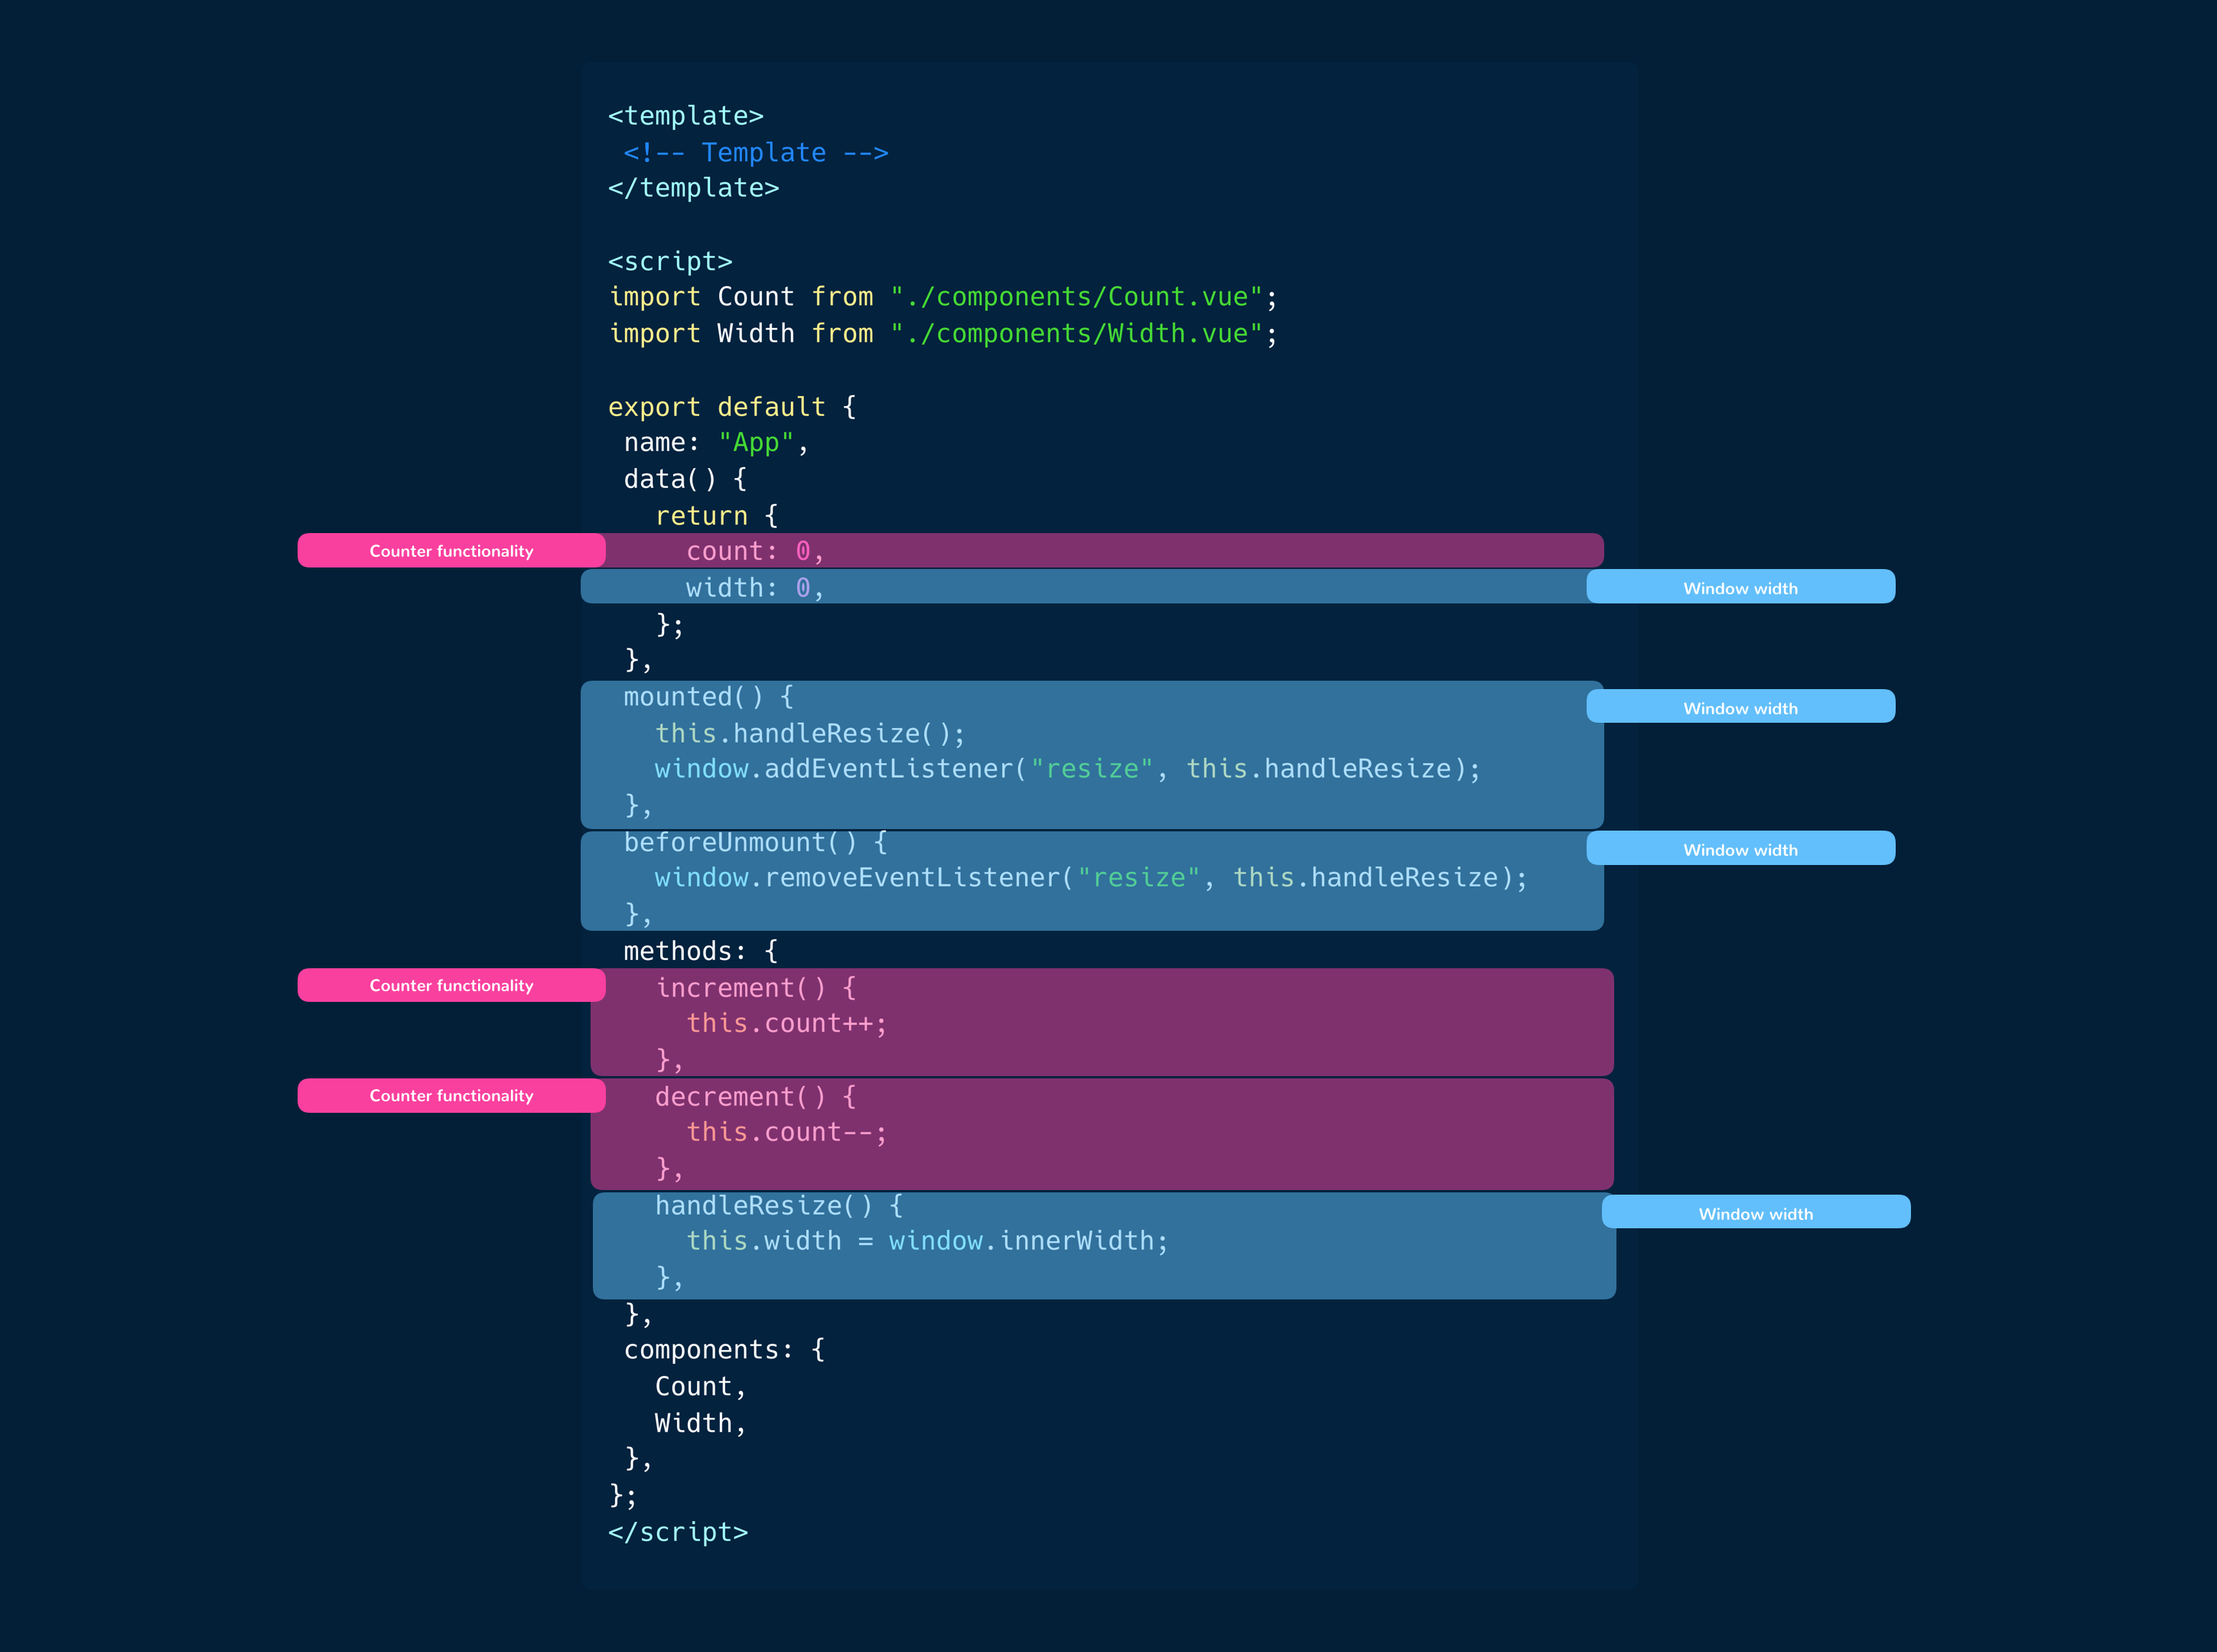 <template>
 <!-- Template -->
</template>

<script>
import Count from "./components/Count.vue";
import Width from "./components/Width.vue";

export default {
 name: "App",
 data() {
   return {
Counter functionality
     count: 0,
     width: 0,
Window width
   };
 },
 mounted() {
Window width
   this.handleResize();
   window.addEventListener("resize", this.handleResize);
 },
 beforeUnmount() {
Window width
   window.removeEventListener("resize", this.handleResize);
 },
 methods: {
Counter functionality
   increment() {
     this.count++;
   },
Counter functionality
   decrement() {
     this.count--;
   },
   handleResize() {
Window width
     this.width = window.innerWidth;
   },
 },
 components: {
   Count,
   Width,
 },
};
</script>